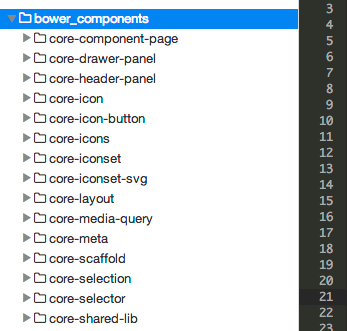 bower_components
core-component-page
core-drawer-panel
core-header-panel
core-icon
core-icon-button
core-icons
core-iconset
core-iconset-svg
core-layout
core-media-query
core-meta
core-scaffold
core-selection
core-selector
core-shared-lib
3
4
5
6
7
8
9
10
11
12
13
14
15
16
17
18
19
20
21
22
23